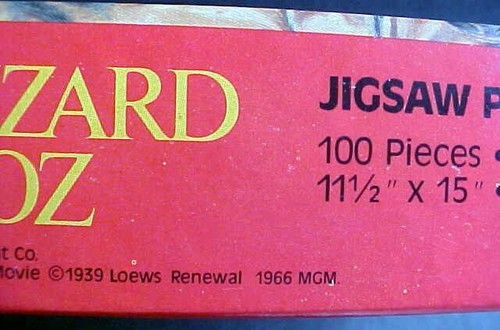 ZARD
OZ
JIGSAW P
100 Pieces •
11½" X 15" •
t Co.
Movie ©1939 Loews Renewal 1966 MGM.